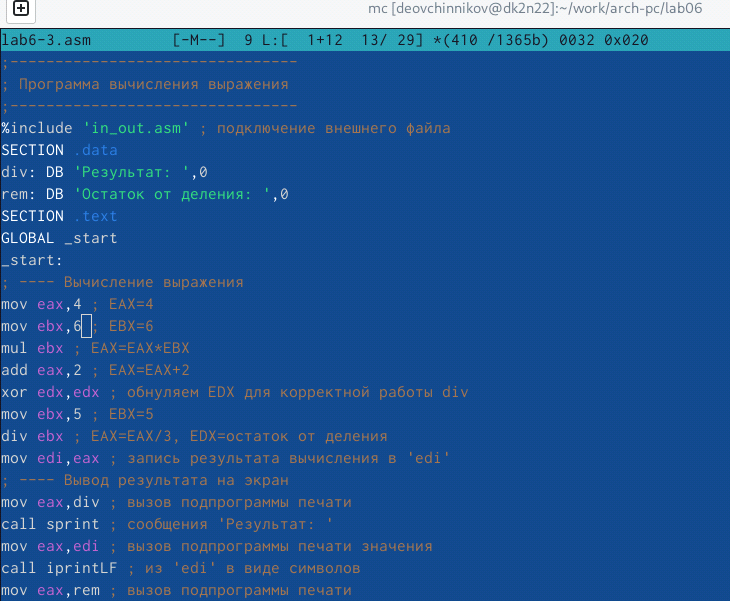 mc [deovchinnikov@dk2n22]:~/work/arch-pc/lab06
lab6-3.asm [-M--] 9 L:[ 1+12 13/ 29] *(410 /1365b) 0032 0x020
;--------------------------------
; Программа вычисления выражения
;--------------------------------
%include 'in_out.asm' ; подключение внешнего файла
SECTION .data
div: DB 'Результат: ',0
rem: DB 'Остаток от деления: ',0
SECTION .text
GLOBAL _start
_start:
; ---- Вычисление выражения
mov eax,4 ; EAX=4
mov ebx,6 ; EBX=6
mul ebx ; EAX=EAX*EBX
add eax,2 ; EAX=EAX+2
xor edx,edx ; обнуляем EDX для корректной работы div
mov ebx,5 ; EBX=5
div ebx ; EAX=EAX/3, EDX=остаток от деления
mov edi,eax ; запись результата вычисления в 'edi'
; ---- Вывод результата на экран
mov eax,div ; вызов подпрограммы печати
call sprint ; сообщения 'Результат: '
mov eax,edi ; вызов подпрограммы печати значения
call iprintLF ; из 'edi' в виде символов
mov eax,rem ; вызов подпрограммы печати